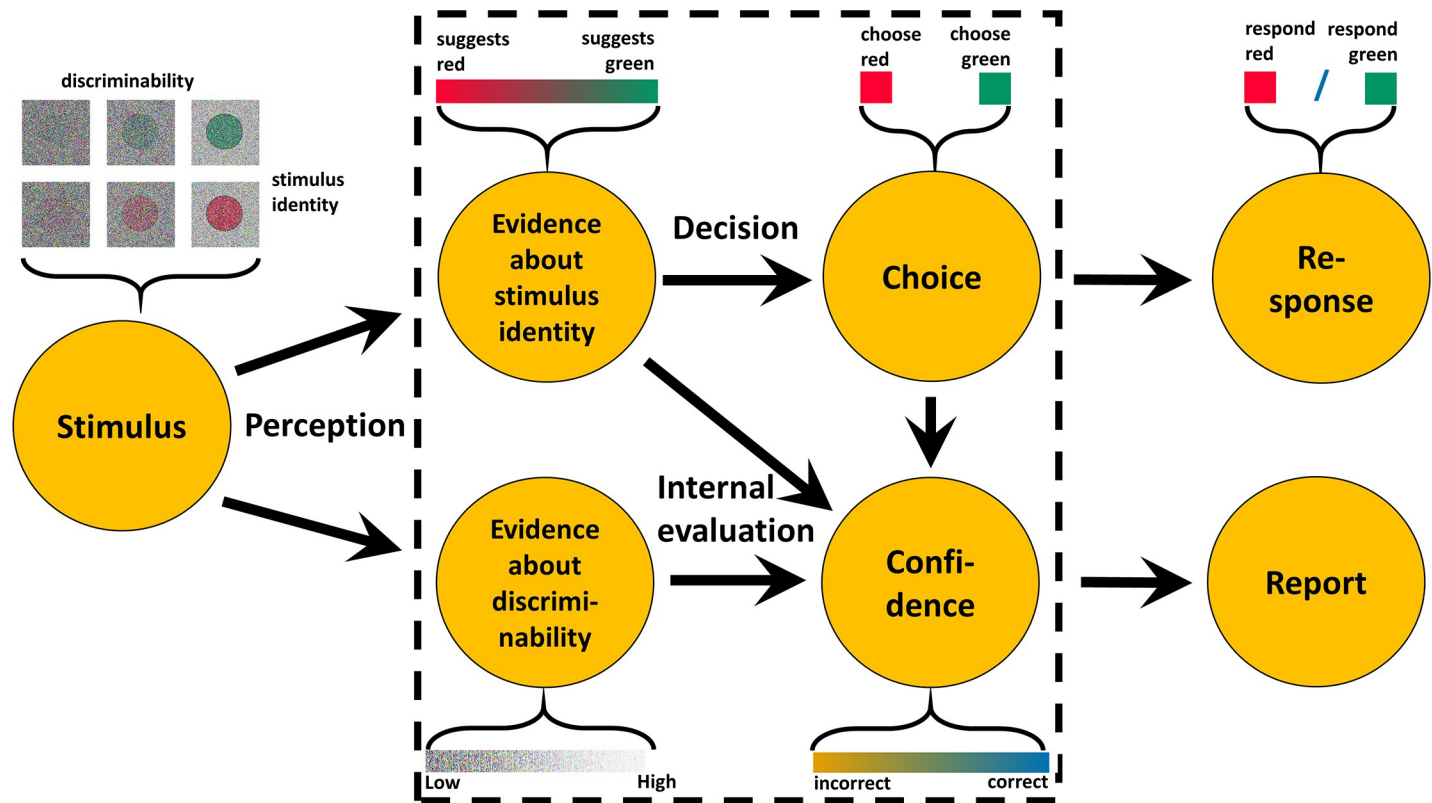 discriminability
stimulus
identity
Stimulus
Perception
suggests
red
suggests
green
Evidence
about
stimulus
identity
Decision
choose
red
choose
green
Choice
respond
red
/
respond
green
Re-
sponse
Evidence
about
discrimi-
nability
Low
High
Internal
evaluation
Confi-
dence
incorrect
correct
Report